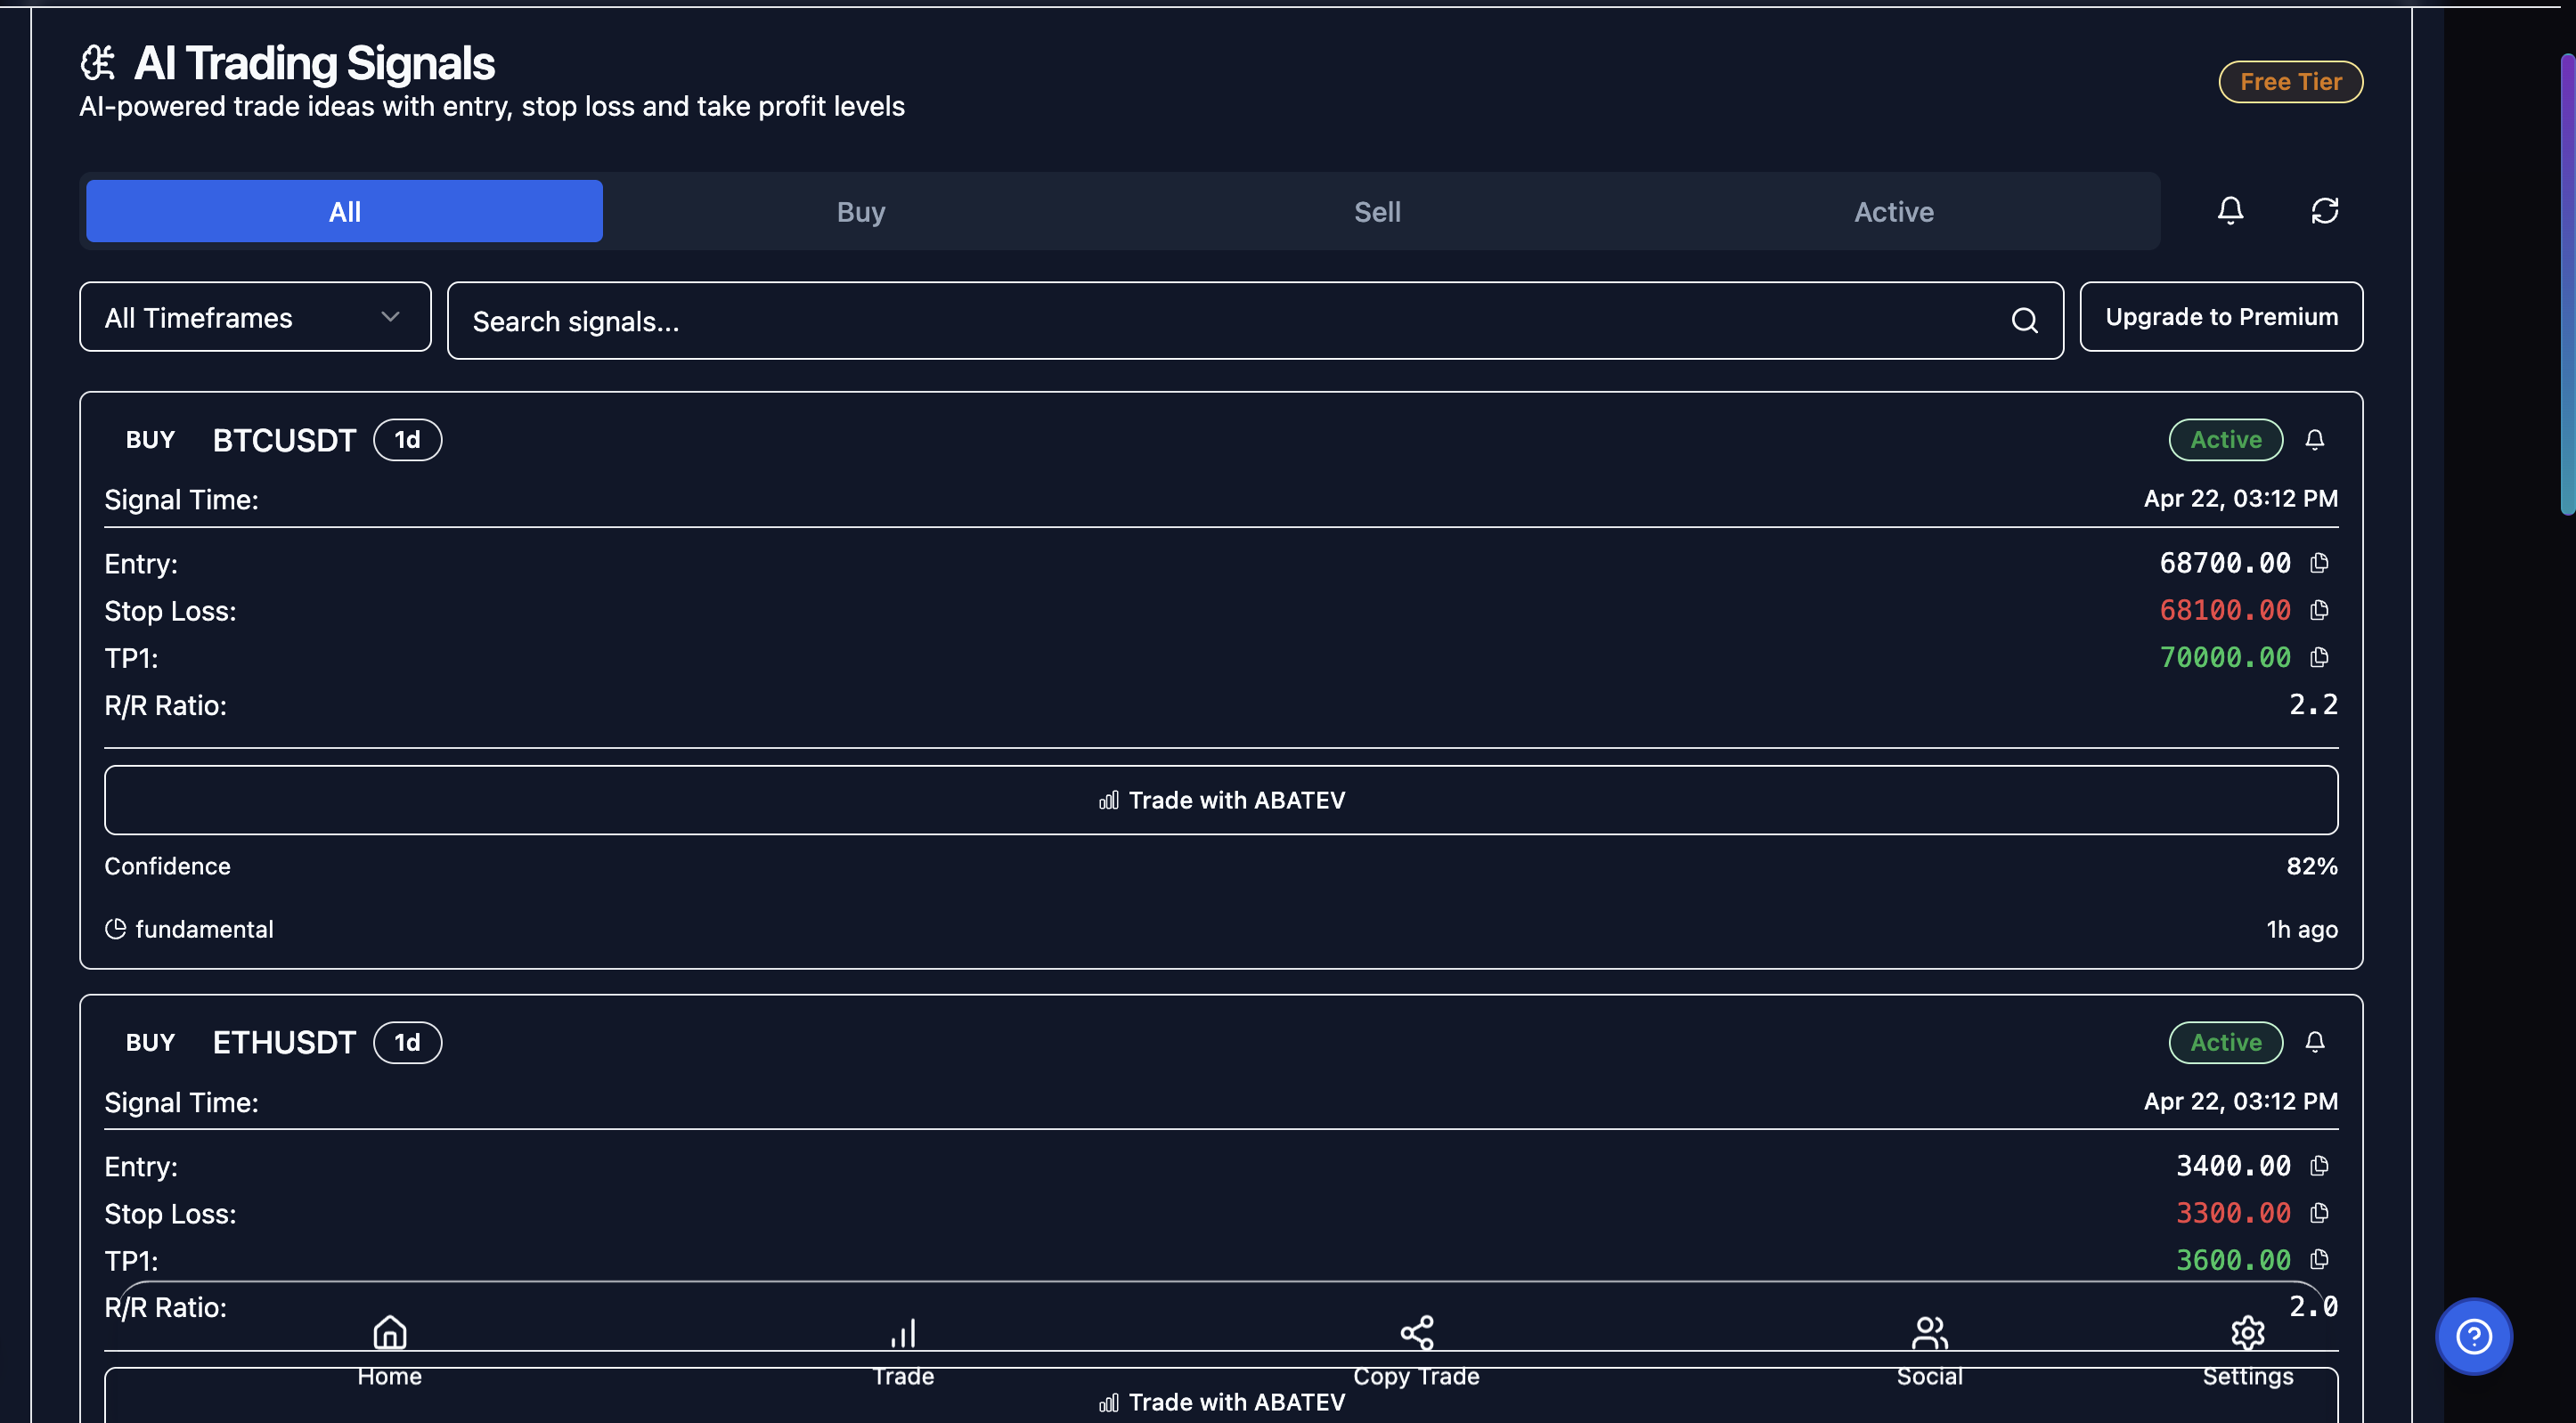 AI Trading Signals
AI-powered trade ideas with entry, stop loss and take profit levels
Free Tier
All Buy Sell Active
All Timeframes Search signals... Upgrade to Premium
BUY BTCUSDT 1d Active
Signal Time: Apr 22, 03:12 PM
Entry: 68700.00
Stop Loss: 68100.00
TP1: 70000.00
R/R Ratio: 2.2
Trade with ABATEV
Confidence 82%
fundamental 1h ago
BUY ETHUSDT 1d Active
Signal Time: Apr 22, 03:12 PM
Entry: 3400.00
Stop Loss: 3300.00
TP1: 3600.00
R/R Ratio: 2.0
Home Trade Copy Trade Social Settings
Trade with ABATEV